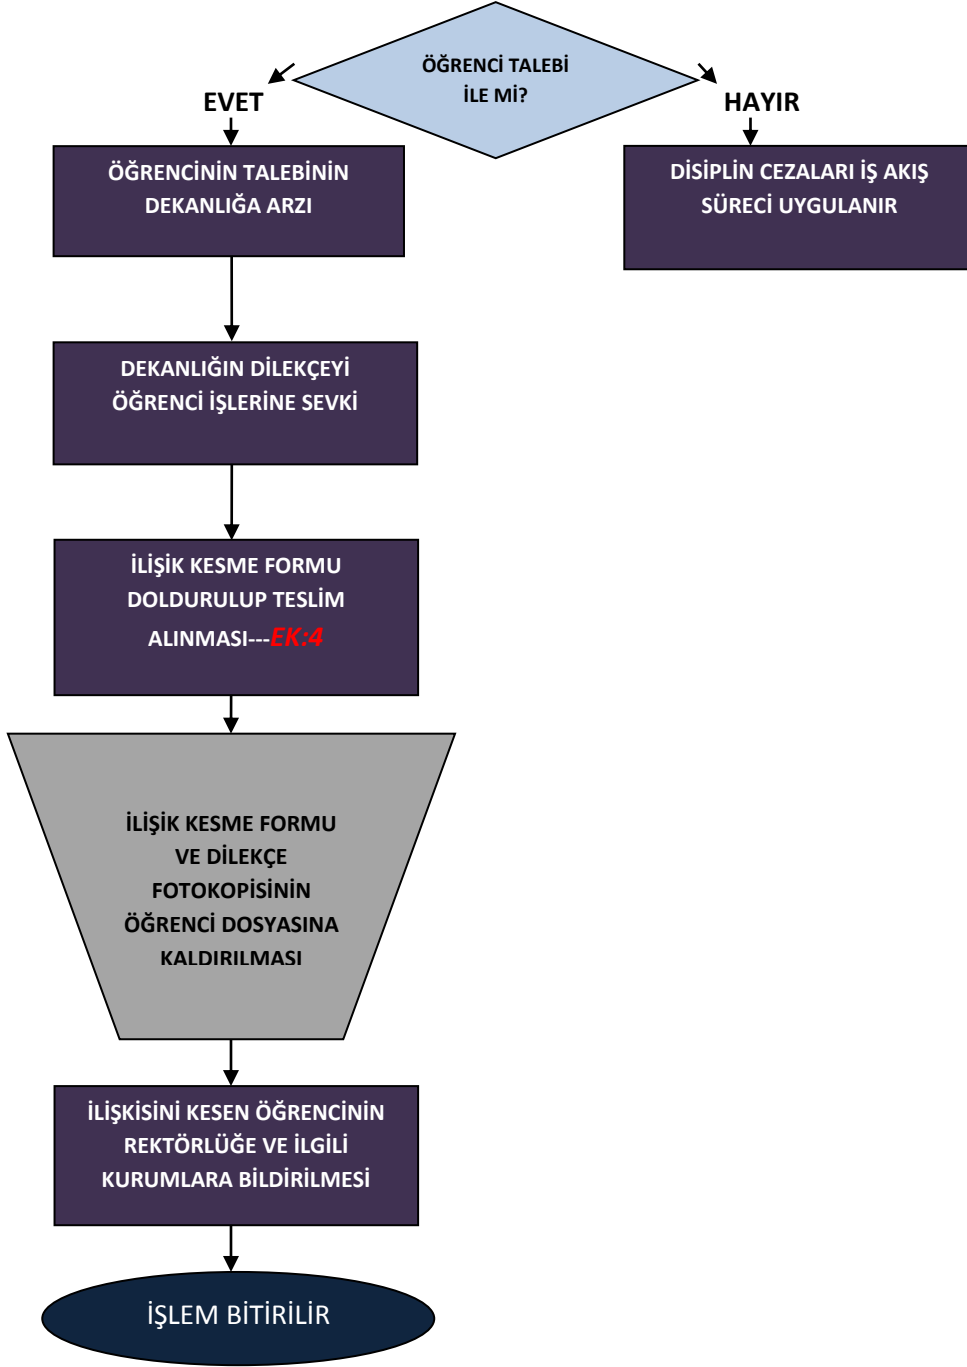 ÖĞRENCİ TALEBİ
İLE Mİ?
EVET
HAYIR
ÖĞRENCİNİN TALEBİNİN
DEKANLIĞA ARZI
DİSİPLİN CEZALARI İŞ AKIŞ
SÜRECİ UYGULANIR
DEKANLIĞIN DİLEKÇEYİ
ÖĞRENCİ İŞLERİNE SEVKİ
İLİŞİK KESME FORMU
DOLDURULUP TESLİM
ALINMASI---EK:4
İLİŞİK KESME FORMU
VE DİLEKÇE
FOTOKOPİSİNİN
ÖĞRENCİ DOSYASINA
KALDIRILMASI
İLİŞKİSİNİ KESEN ÖĞRENCİNİN
REKTÖRLÜĞE VE İLGİLİ
KURUMLARA BİLDİRİLMESİ
İŞLEM BİTİRİLİR